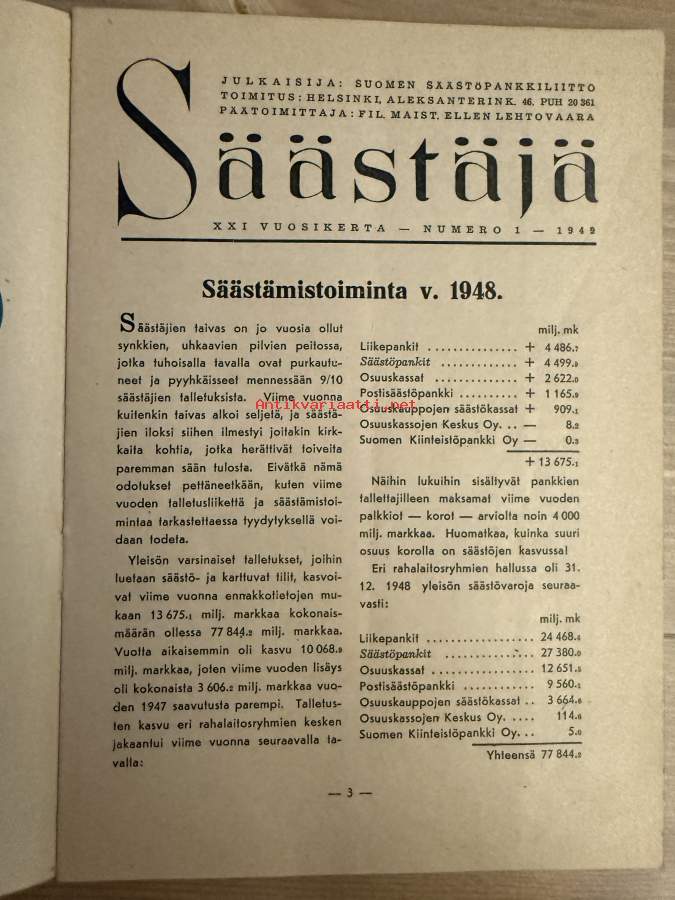 JULKAISIJA: SUOMEN SÄÄSTÖPANKKILIITTO
TOIMITUS: HELSINKI, ALEKSANTERINK. 46. PUH 20 361
PÄÄTOIMITTAJA: FIL. MAIST. ELLEN LEHTOVAARA
Säästäjä
XXI VUOSIKERTA — NUMERO 1 — 1949
Säästämistoiminta v. 1948.
Säästäjien taivas on jo vuosia ollut
synkkien, uhkaavien pilvien peitossa,
jotka tuhoisalla tavalla ovat purkautu-
neet ja pyyhkäisseet mennessään 9/10
säästäjien talletuksista. Viime vuonna
kuitenkin taivas alkoi seljetä, ja säästä-
jien iloksi siihen ilmestyi joitakin kirk-
kaita kohtia, jotka herättivät toiveita
paremman sään tulosta. Eivätkä nämä
odotukset pettäneetkään, kuten viime
vuoden talletusliikettä ja säästämistoi-
mintaa tarkastettaessa tyydytyksellä voi-
daan todeta.
Yleisön varsinaiset talletukset, joihin
luetaan säästö- ja karttuvat tilit, kasvoi-
vat viime vuonna ennakkotietojen mu-
kaan 13 675.1 milj. markkaa kokonais-
määrän ollessa 77 844.2 milj. markkaa.
Vuotta aikaisemmin oli kasvu 10 068.9
milj. markkaa, joten viime vuoden lisäys
oli kokonaista 3 606.2 milj. markkaa vuo-
den 1947 saavutusta parempi. Talletus-
ten kasvu eri rahalaitosryhmien kesken
jakaantui viime vuonna seuraavalla ta-
valla:
milj. mk
Liikepankit ............... + 4 486.7
Säästöpankit ............. + 4 499.9
Osuuskassat .............. + 2 622.0
Postisäästöpankki .......... + 1 165.9
Osuuskauppojen säästökassat + 909.1
Osuuskassojen Keskus Oy. .. — 8.2
Suomen Kiinteistöpankki Oy — 0.3
+ 13 675.1
Näihin lukuihin sisältyvät pankkien
tallettajilleen maksamat viime vuoden
palkkiot — korot — arviolta noin 4 000
milj. markkaa. Huomatkaa, kuinka suuri
osuus korolla on säästöjen kasvussa!
Eri rahalaitosryhmien hallussa oli 31.
12. 1948 yleisön säästövaroja seuraa-
vasti:
milj. mk
Liikepankit ................ 24 468.4
Säästöpankit .............. 27 380.0
Osuuskassat ............... 12 651.5
Postisäästöpankki .......... 9 560.1
Osuuskauppojen säästökassat .. 3 664.6
Osuuskassojen Keskus Oy. .... 114.6
Suomen Kiinteistöpankki Oy... 5.0
Yhteensä 77 844.2
— 3 —
Antikvariaatti.net